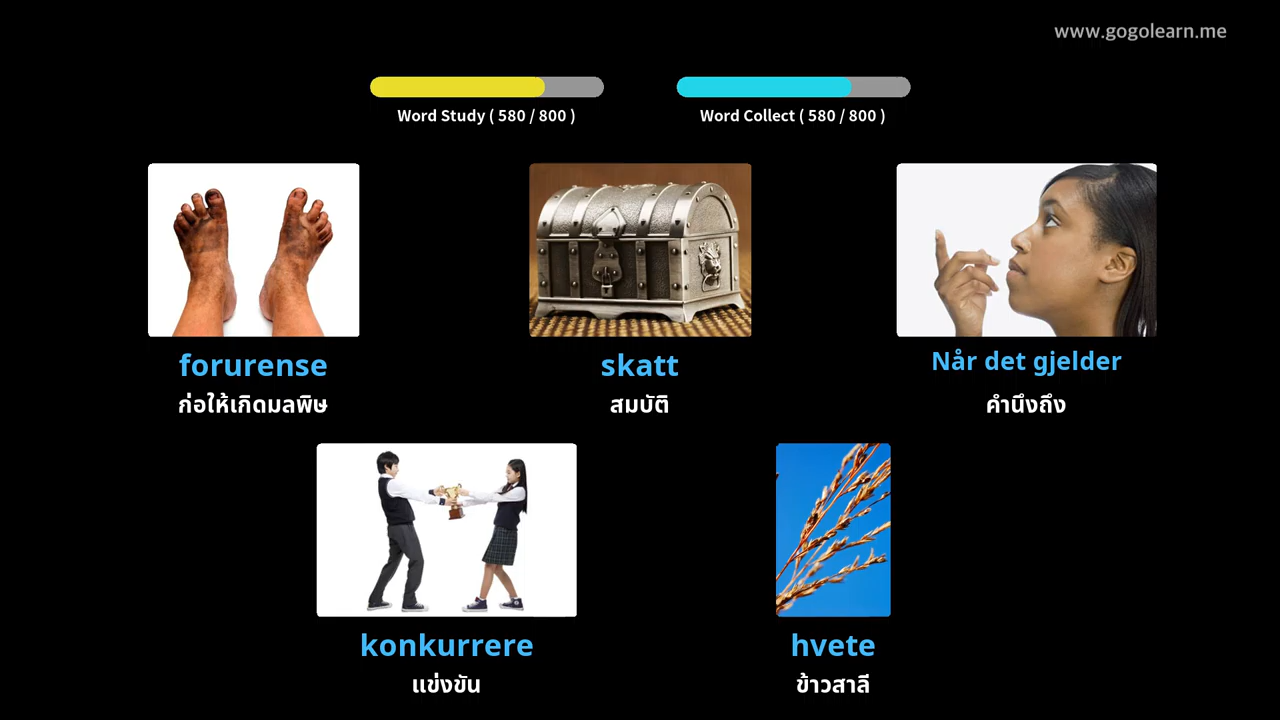 www.gogolearn.me
Word Study ( 580 / 800 )
Word Collect ( 580 / 800 )
forurense
ก่อให้เกิดมลพิษ
skatt
สมบัติ
Når det gjelder
คำนึงถึง
konkurrere
แข่งขัน
hvete
ข้าวสาลี